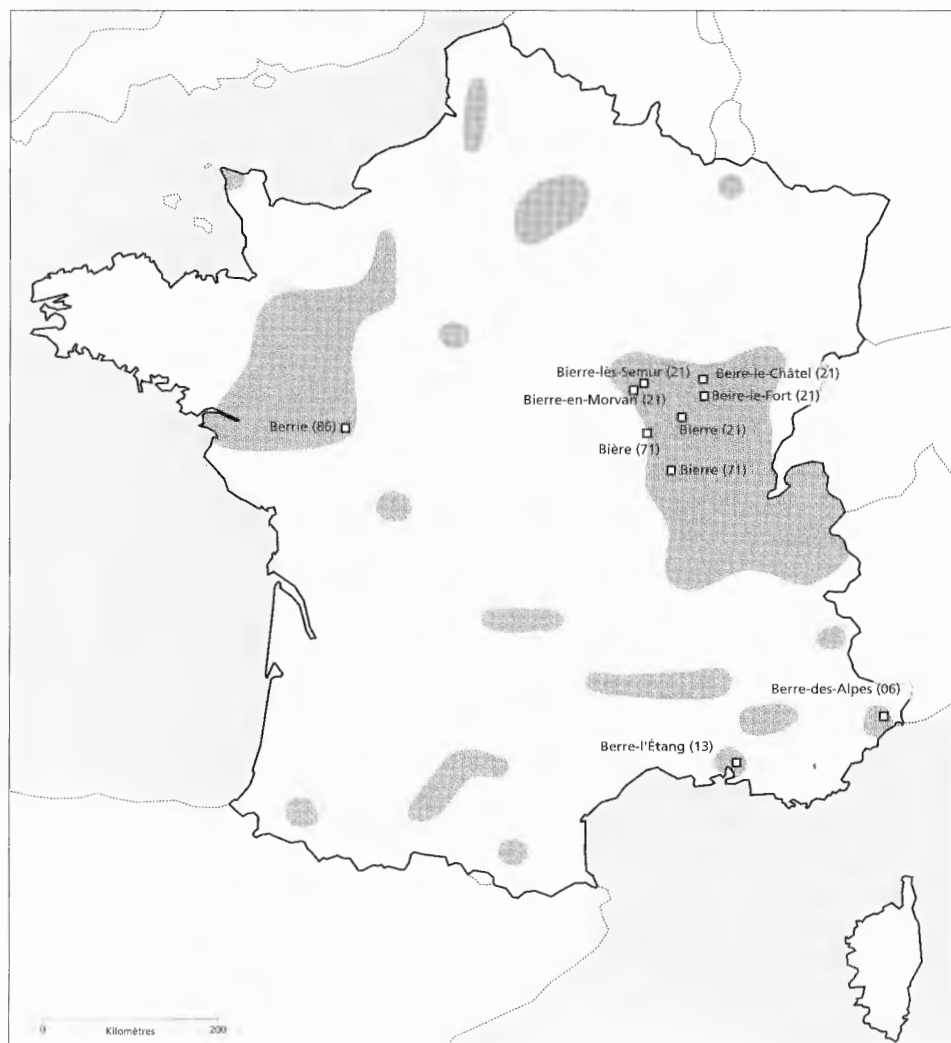 Bierre-lès-Semur (21)
Beire-le-Châtel (21)
Bierre-en-Morvan (21)
Beire-le-Fort (21)
Bierre (21)
Berrie (86)
Bière (71)
Bierre (71)
Berre-des-Alpes (06)
Berre-l'Étang (13)
0
Kilomètres
200